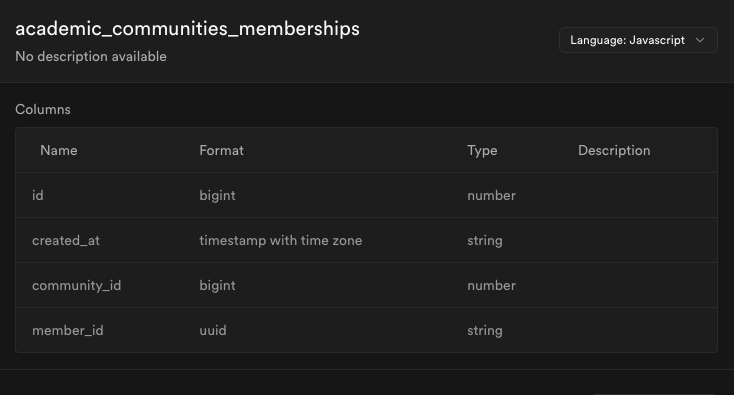 academic_communities_memberships
No description available
Language: Javascript
Columns
Name Format Type Description
id bigint number
created_at timestamp with time zone string
community_id bigint number
member_id uuid string